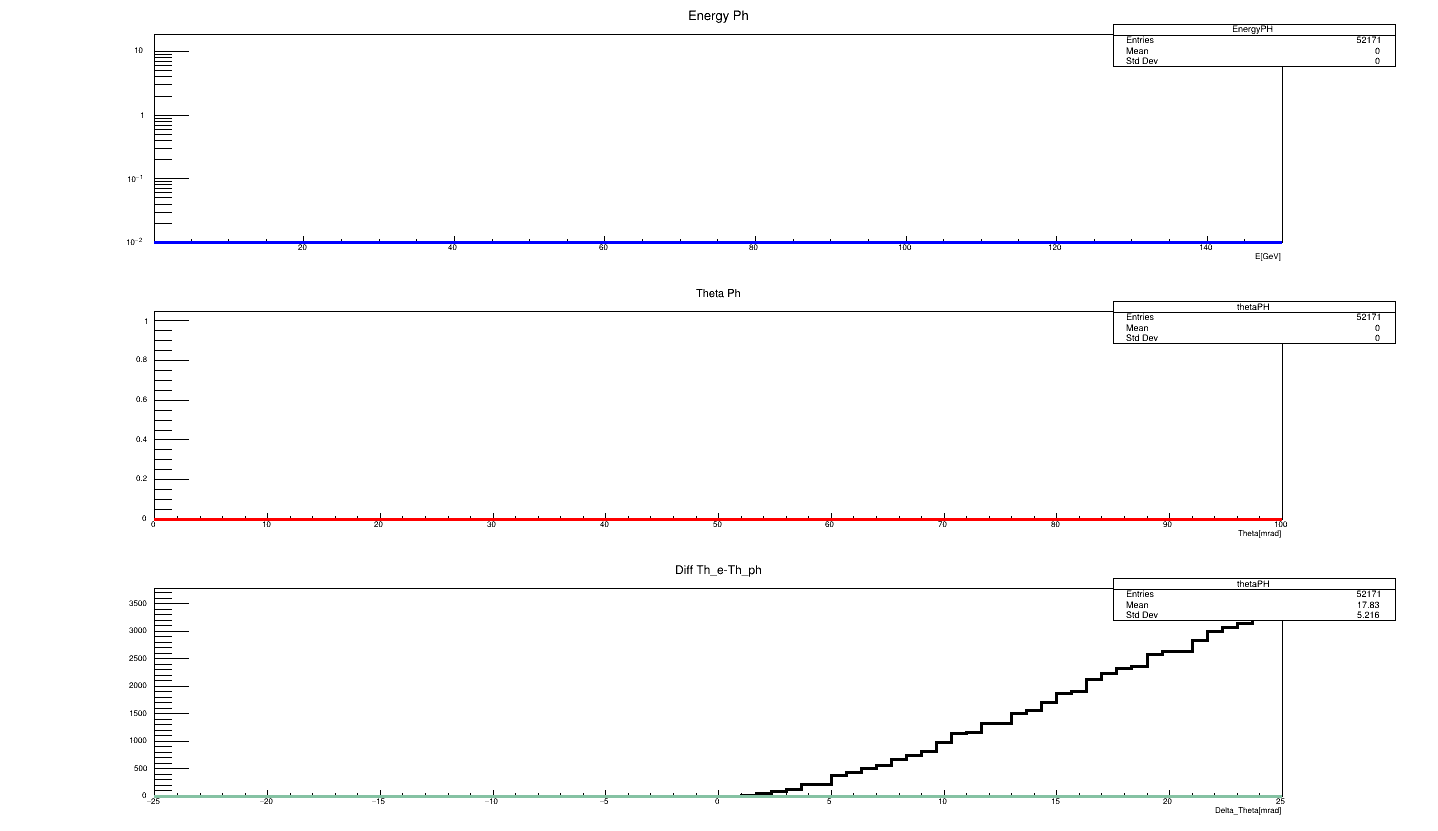 Energy Ph
EnergyPH
Entries 52171
Mean 0
Std Dev 0
10
1
10⁻¹
10⁻²
20 40 60 80 100 120 140
E[GeV]
Theta Ph
thetaPH
Entries 52171
Mean 0
Std Dev 0
1
0.8
0.6
0.4
0.2
0
0 10 20 30 40 50 60 70 80 90 100
Theta[mrad]
Diff Th_e-Th_ph
thetaPH
Entries 52171
Mean 17.83
Std Dev 5.216
3500
3000
2500
2000
1500
1000
500
0
−25 −20 −15 −10 −5 0 5 10 15 20 25
Delta_Theta[mrad]